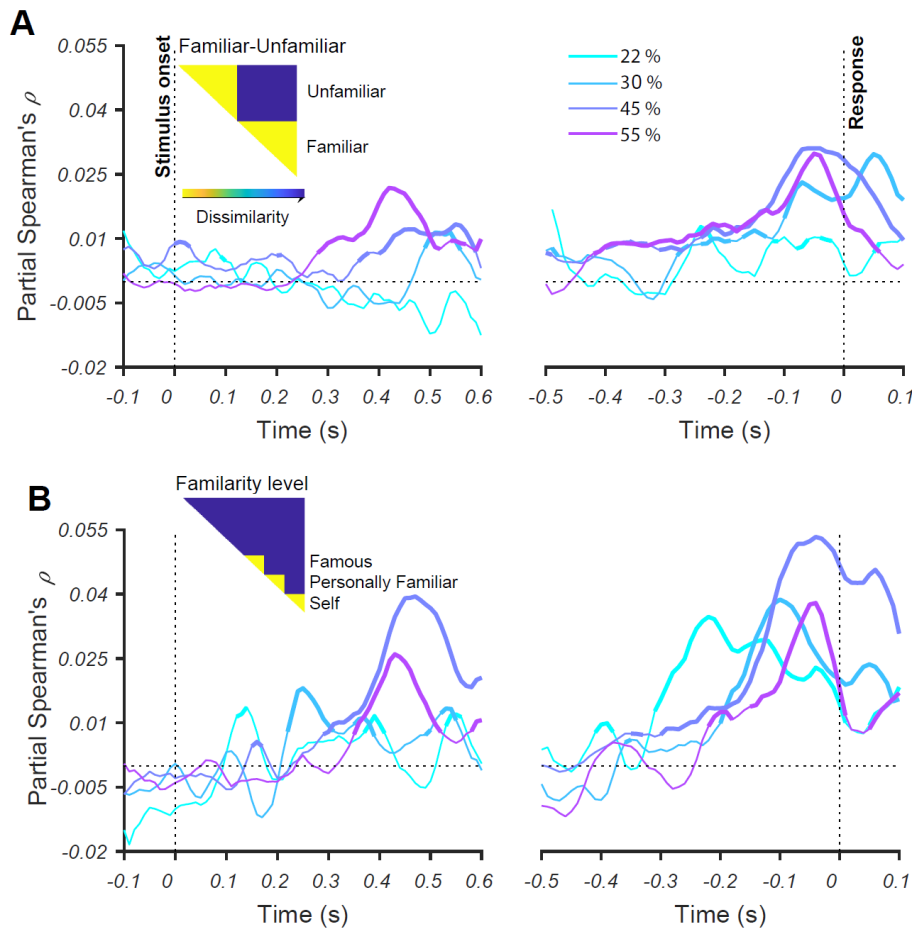 A
Familiar-Unfamiliar
Unfamiliar
Familiar
Dissimilarity
Stimulus onset
22 %
30 %
45 %
55 %
Response
Partial Spearman's ρ
0.055
0.04
0.025
0.01
-0.005
-0.02
-0.1 0 0.1 0.2 0.3 0.4 0.5 0.6
Time (s)
-0.5 -0.4 -0.3 -0.2 -0.1 0 0.1
Time (s)
B
Familarity level
Famous
Personally Familiar
Self
Partial Spearman's ρ
0.055
0.04
0.025
0.01
-0.005
-0.02
-0.1 0 0.1 0.2 0.3 0.4 0.5 0.6
Time (s)
-0.5 -0.4 -0.3 -0.2 -0.1 0 0.1
Time (s)